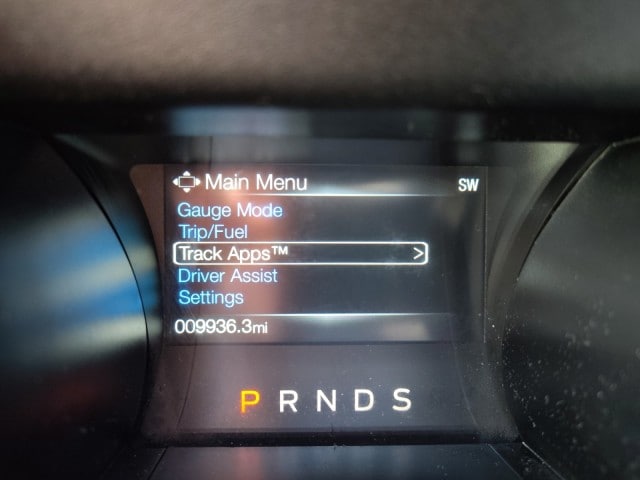 Main Menu SW
Gauge Mode
Trip/Fuel
Track Apps™ >
Driver Assist
Settings
009936.3mi
P R N D S